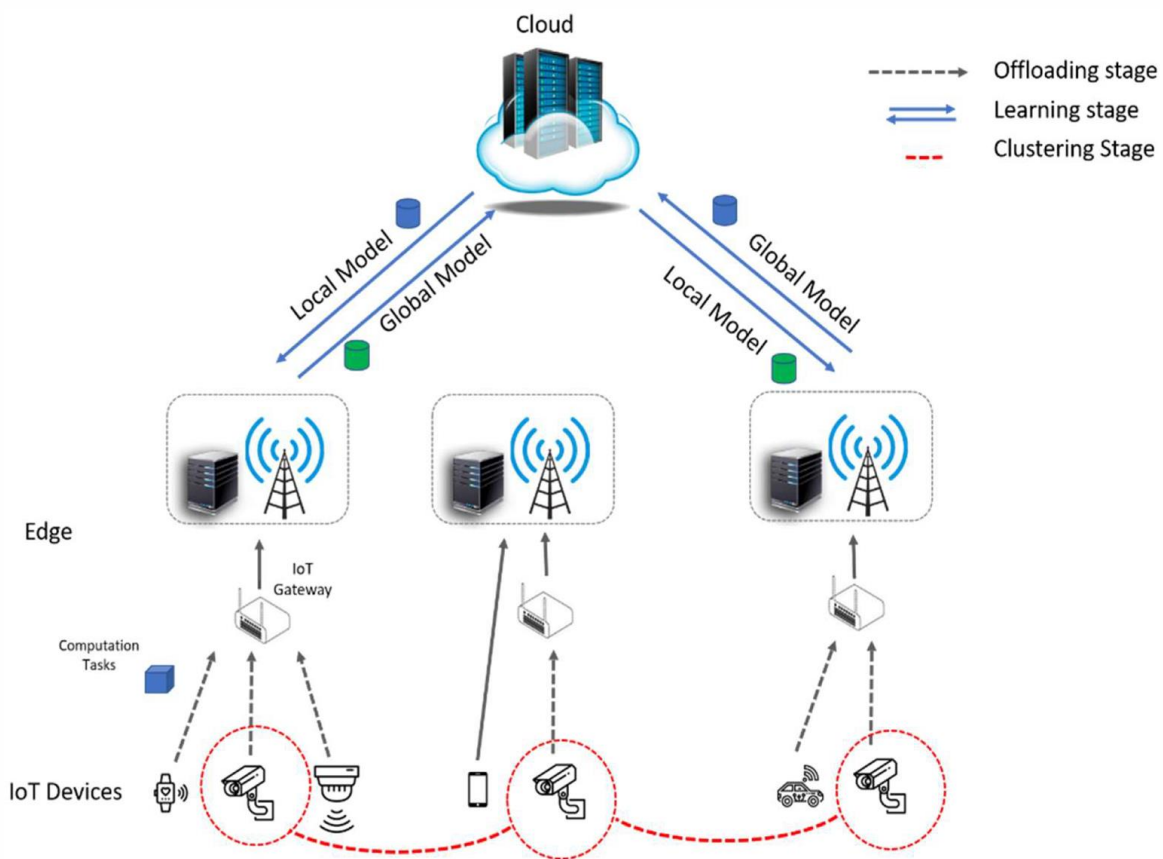 Cloud
Offloading stage
Learning stage
Clustering Stage
Local Model
Global Model
Global Model
Local Model
Edge
IoT
Gateway
Computation
Tasks
IoT Devices